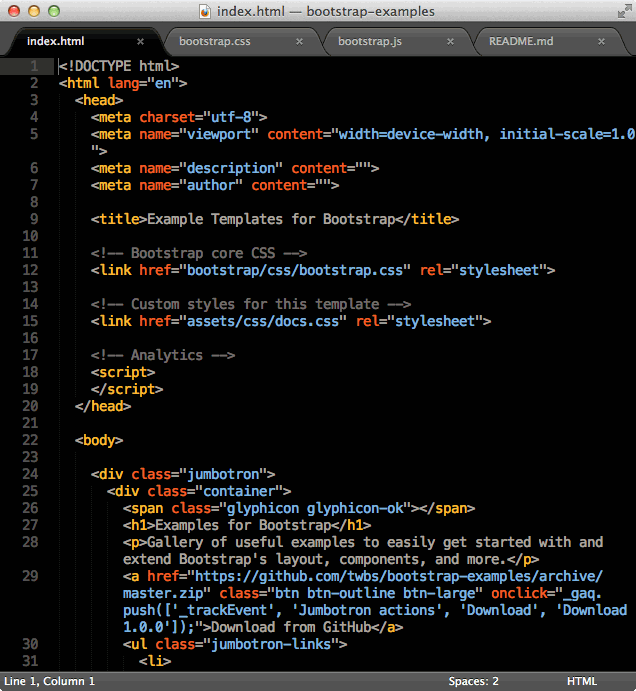 index.html — bootstrap-examples
index.html × bootstrap.css × bootstrap.js × README.md ×
1 <!DOCTYPE html>
2 <html lang="en">
3 <head>
4 <meta charset="utf-8">
5 <meta name="viewport" content="width=device-width, initial-scale=1.0
">
6 <meta name="description" content="">
7 <meta name="author" content="">
8
9 <title>Example Templates for Bootstrap</title>
10
11 <!-- Bootstrap core CSS -->
12 <link href="bootstrap/css/bootstrap.css" rel="stylesheet">
13
14 <!-- Custom styles for this template -->
15 <link href="assets/css/docs.css" rel="stylesheet">
16
17 <!-- Analytics -->
18 <script>
19 </script>
20 </head>
21
22 <body>
23
24 <div class="jumbotron">
25 <div class="container">
26 <span class="glyphicon glyphicon-ok"></span>
27 <h1>Examples for Bootstrap</h1>
28 <p>Gallery of useful examples to easily get started with and
extend Bootstrap's layout, components, and more.</p>
29 <a href="https://github.com/twbs/bootstrap-examples/archive/
master.zip" class="btn btn-outline btn-large" onclick="_gaq.
push(['_trackEvent', 'Jumbotron actions', 'Download', 'Download
1.0.0']);">Download from GitHub</a>
30 <ul class="jumbotron-links">
31 <li>
Line 1, Column 1 Spaces: 2 HTML